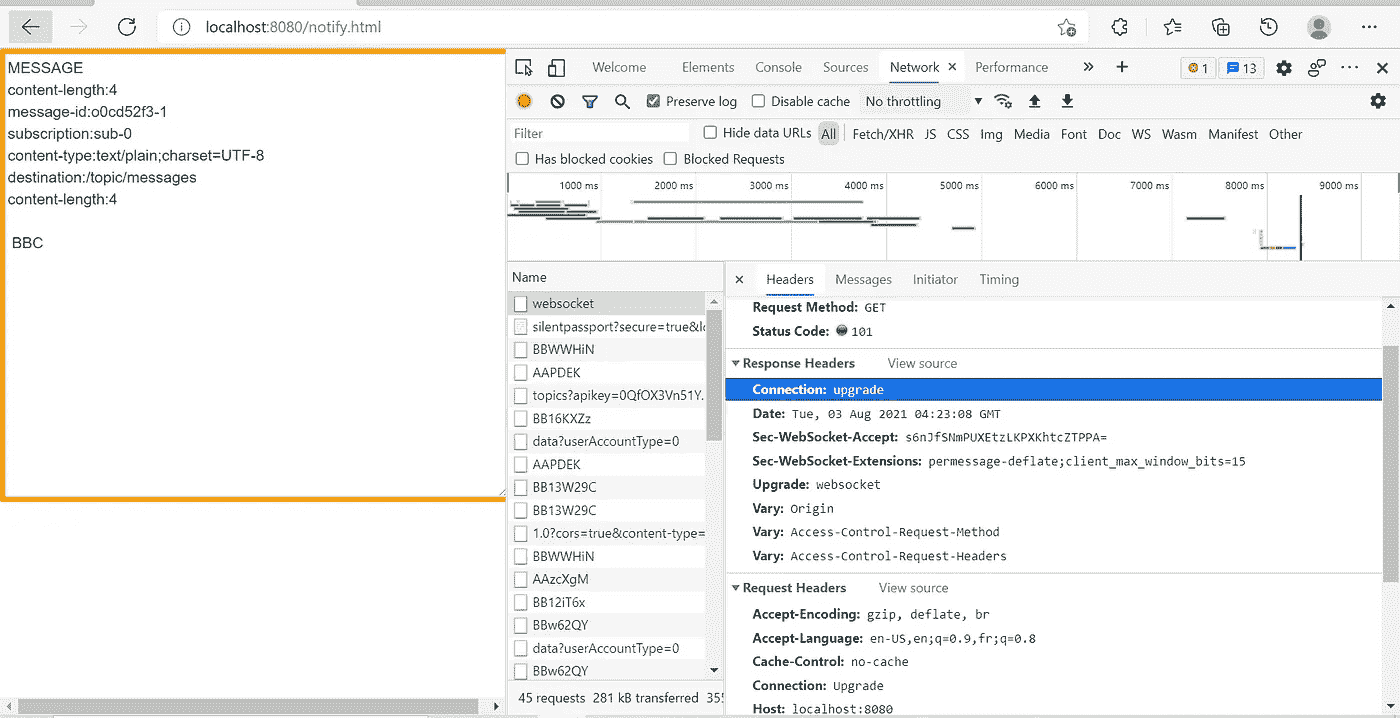 localhost:8080/notify.html
MESSAGE
content-length:4
message-id:o0cd52f3-1
subscription:sub-0
content-type:text/plain;charset=UTF-8
destination:/topic/messages
content-length:4
BBC
Welcome Elements Console Sources Network Performance 1 13
Preserve log Disable cache No throttling
Filter Hide data URLs All Fetch/XHR JS CSS Img Media Font Doc WS Wasm Manifest Other
Has blocked cookies Blocked Requests
1000 ms 2000 ms 3000 ms 4000 ms 5000 ms 6000 ms 7000 ms 8000 ms 9000 ms
Name
websocket
silentpassport?secure=true&lc
BBWWHiN
AAPDEK
topics?apikey=0QfOX3Vn51Y.
BB16KXZz
data?userAccountType=0
AAPDEK
BB13W29C
BB13W29C
1.0?cors=true&content-type=
BBWWHiN
AAzcXgM
BB12iT6x
BBw62QY
data?userAccountType=0
BBw62QY
45 requests 281 kB transferred 355
Headers Messages Initiator Timing
Request Method: GET
Status Code: 101
Response Headers View source
Connection: upgrade
Date: Tue, 03 Aug 2021 04:23:08 GMT
Sec-WebSocket-Accept: s6nJfSNmPUXEtzLKPXKhtcZTPPA=
Sec-WebSocket-Extensions: permessage-deflate;client_max_window_bits=15
Upgrade: websocket
Vary: Origin
Vary: Access-Control-Request-Method
Vary: Access-Control-Request-Headers
Request Headers View source
Accept-Encoding: gzip, deflate, br
Accept-Language: en-US,en;q=0.9,fr;q=0.8
Cache-Control: no-cache
Connection: Upgrade
Host: localhost:8080